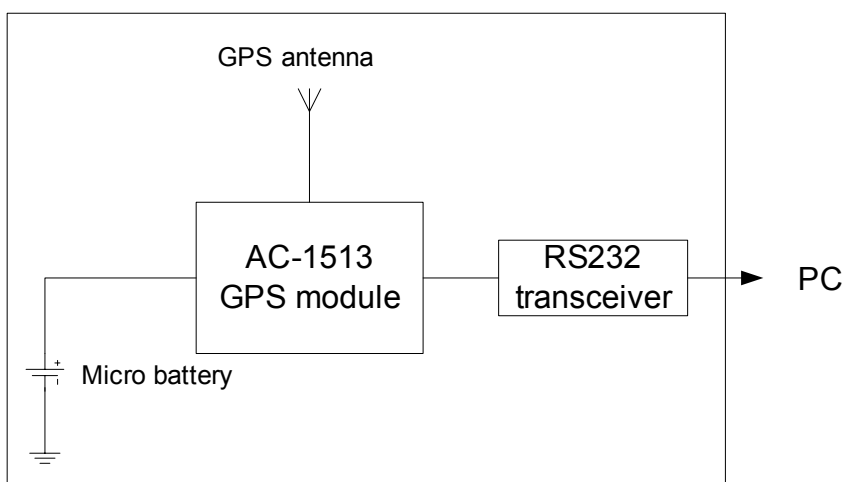 GPS antenna
AC-1513
GPS module
RS232
transceiver
PC
+
-
Micro battery